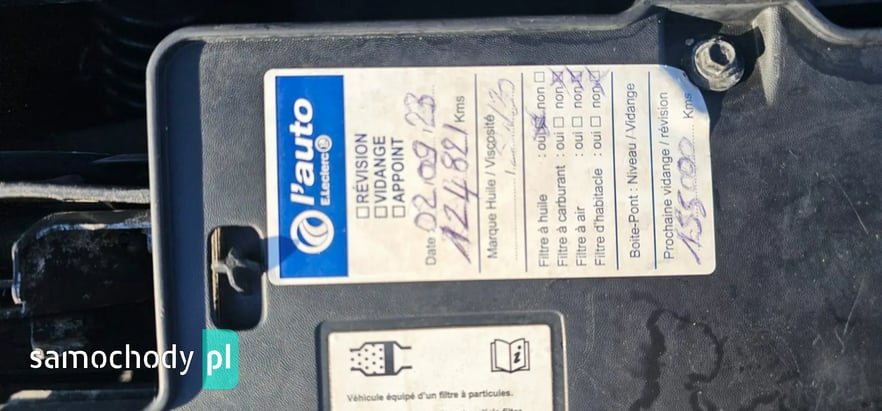 l'auto
E.Leclerc
RÉVISION
VIDANGE
APPOINT
Date 02.09.23
124821 Kms
Marque Huile / Viscosité
Filtre à huile : oui non
Filtre à carburant : oui non
Filtre à air : oui non
Filtre d'habitacle : oui non
Boite-Pont : Niveau / Vidange
Prochaine vidange / révision
155000 Kms
Véhicule équipé d'un filtre à particules.
samochody pl